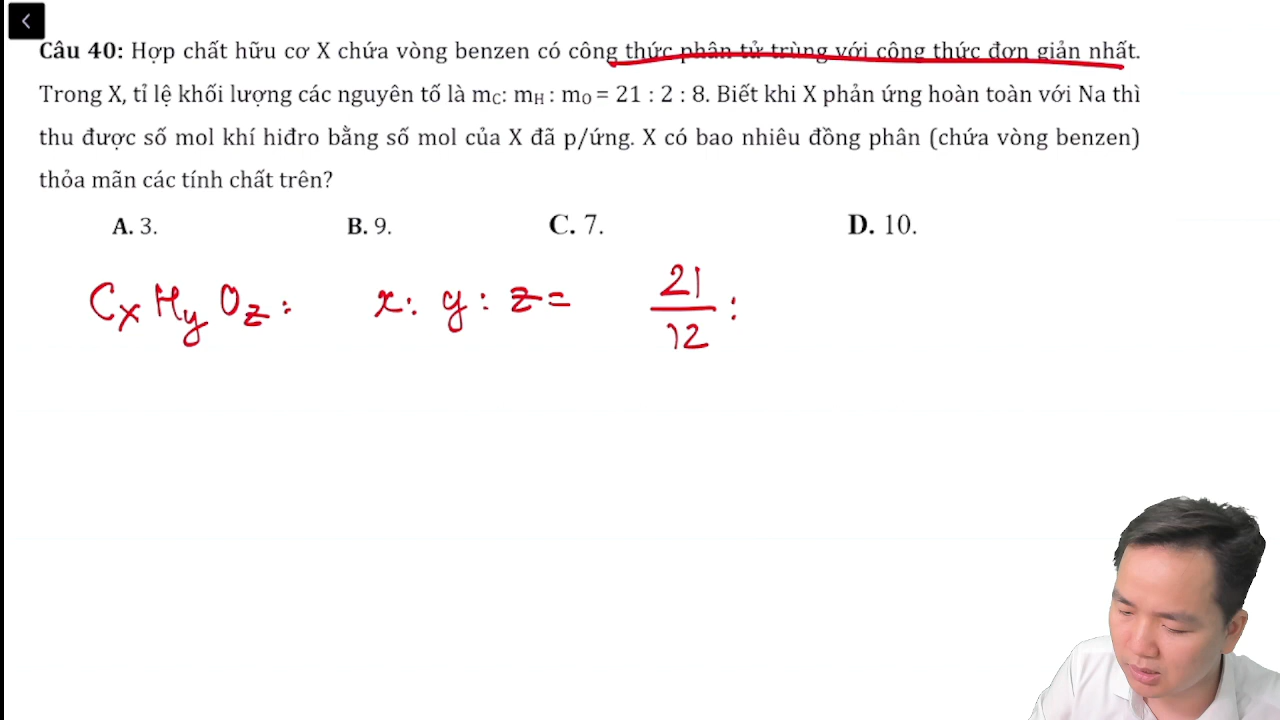 Câu 40: Hợp chất hữu cơ X chứa vòng benzen có công thức phân tử trùng với công thức đơn giản nhất.
Trong X, tỉ lệ khối lượng các nguyên tố là mC: mH : mO = 21 : 2 : 8. Biết khi X phản ứng hoàn toàn với Na thì
thu được số mol khí hiđro bằng số mol của X đã p/ứng. X có bao nhiêu đồng phân (chứa vòng benzen)
thỏa mãn các tính chất trên?
A. 3. B. 9. C. 7. D. 10.
CxHyOz: x: y: z = 21/12 :